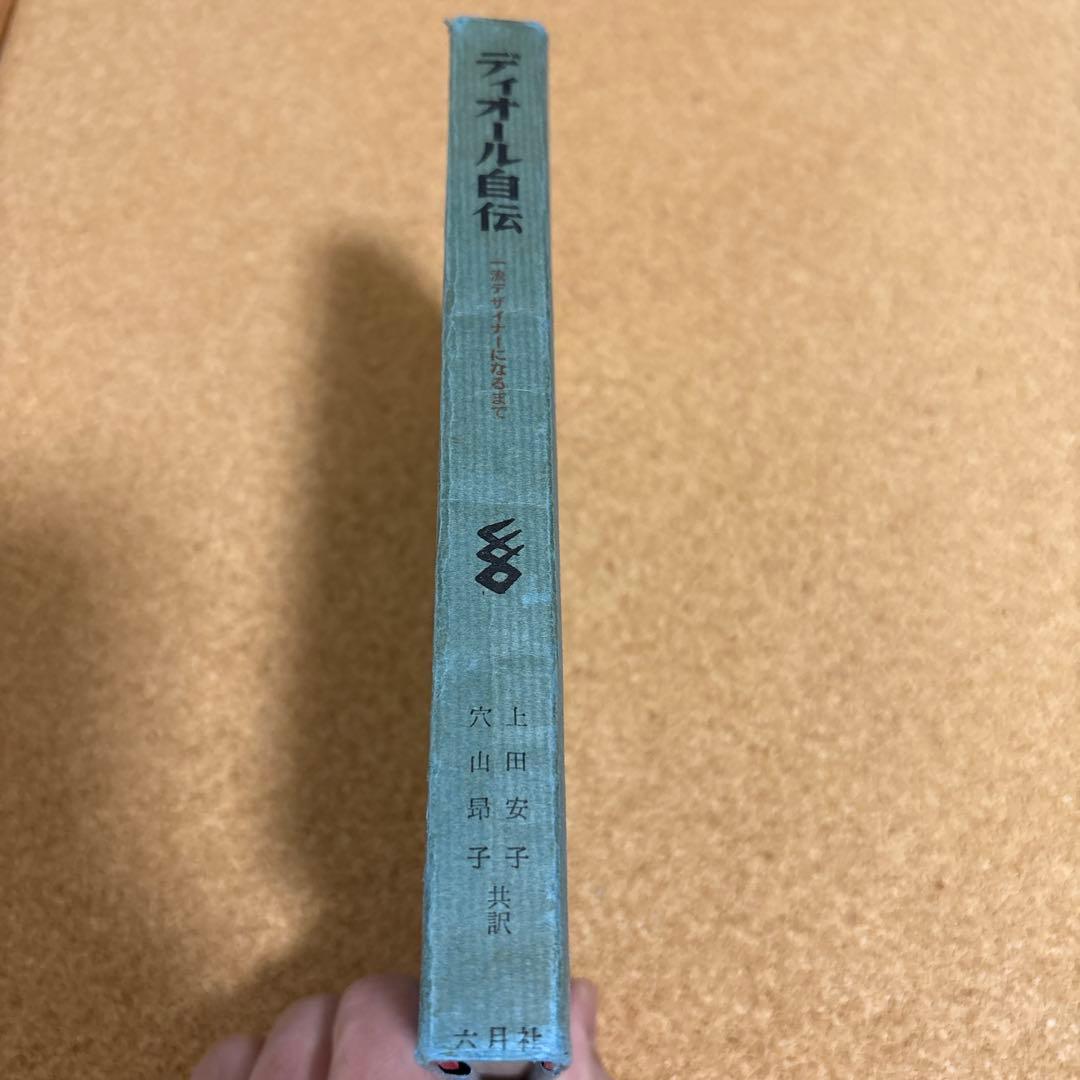 ディオール自伝
一流デザイナーになるまで
上田安子
穴山昂子
共訳
六月社